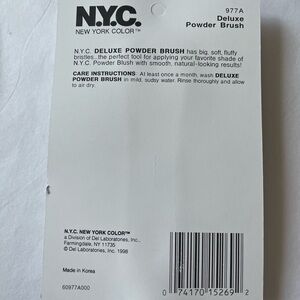 N.Y.C.
NEW YORK COLOR™
977A
Deluxe
Powder Brush
N.Y.C. DELUXE POWDER BRUSH has big, soft, fluffy
bristles...the perfect tool for applying your favorite shade of
N.Y.C. Powder Blush with smooth, natural-looking results!
CARE INSTRUCTIONS: At least once a month, wash DELUXE
POWDER BRUSH in mild, sudsy water. Rinse thoroughly and allow
to air dry.
N.Y.C. NEW YORK COLOR™
a Division of Del Laboratories, Inc.,
Farmingdale, NY 11735
© Del Laboratories, Inc. 1998
Made in Korea
60977A000
0 74170 15269 2